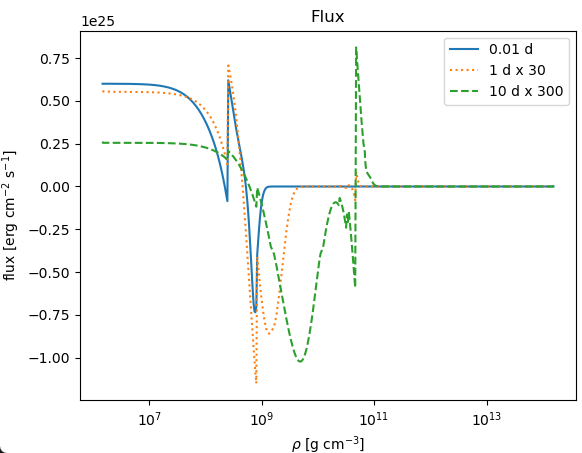 Flux
1e25
0.01 d
1 d x 30
10 d x 300
flux [erg cm⁻² s⁻¹]
0.75
0.50
0.25
0.00
−0.25
−0.50
−0.75
−1.00
10⁷ 10⁹ 10¹¹ 10¹³
ρ [g cm⁻³]